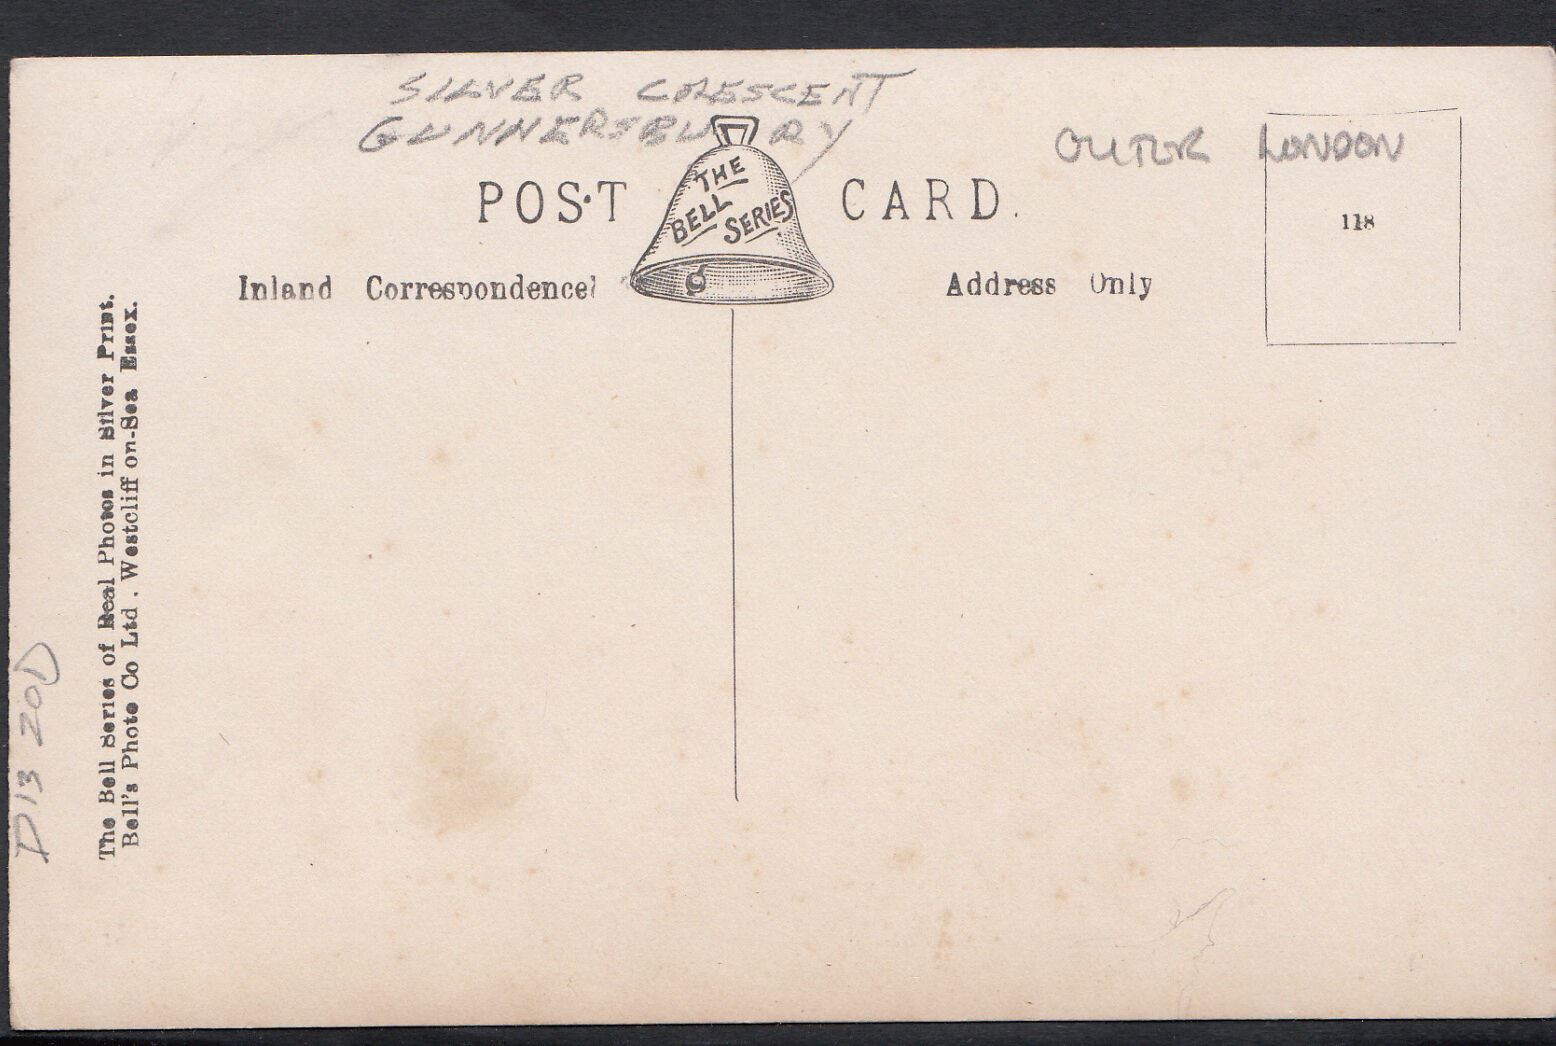 SILVER CRESCENT
GUNNERSBURY
OUTER LONDON
POST CARD.
THE
BELL
SERIES
118
Inland Correspondence
Address Only
The Bell Series of Real Photos in Silver Print.
Bell's Photo Co Ltd. Westcliff on-Sea Essex.
D13 20D